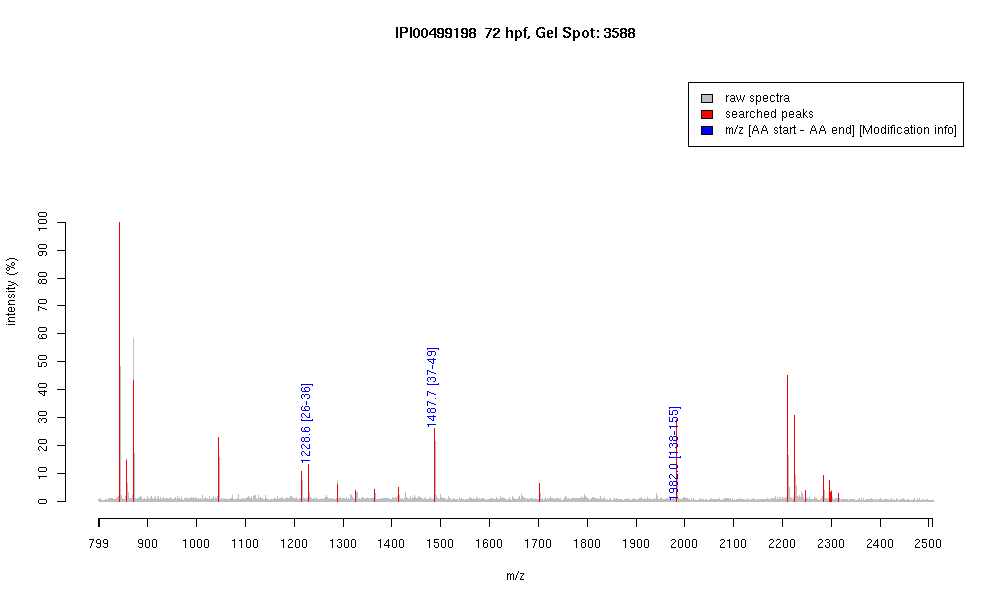 IPI00499198  72 hpf, Gel Spot: 3588
raw spectra
searched peaks
m/z [AA start - AA end] [Modification info]
intensity (%)
100
90
80
70
60
50
40
30
20
10
0
1228.6 [26-36]
1487.7 [37-49]
1982.0 [138-155]
799 900 1000 1100 1200 1300 1400 1500 1600 1700 1800 1900 2000 2100 2200 2300 2400 2500
m/z